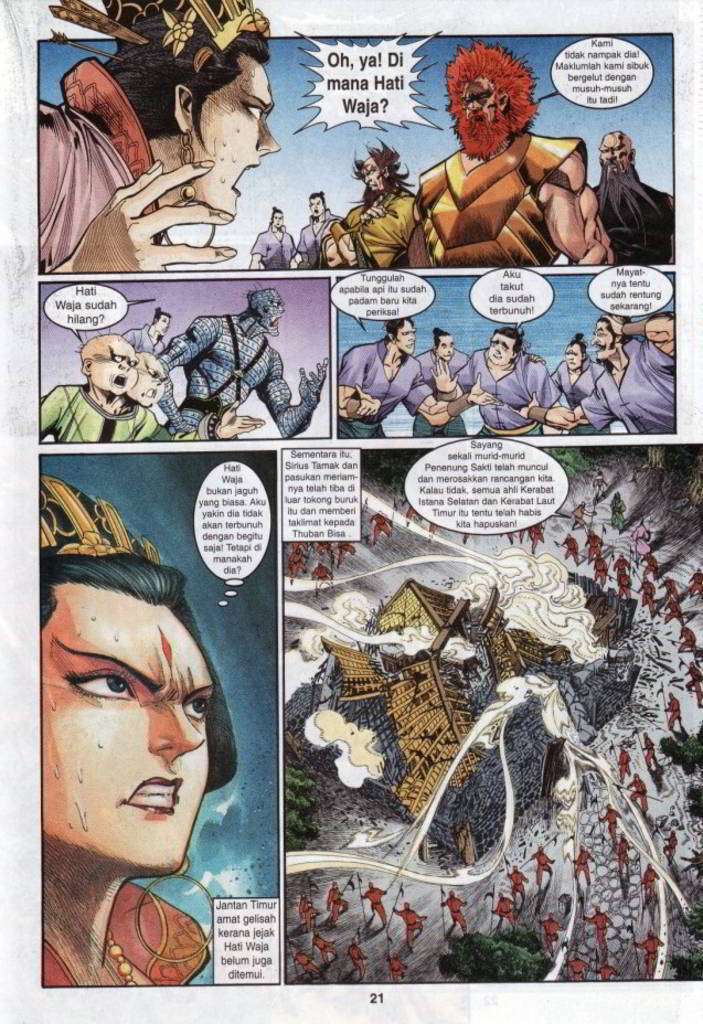 Oh, ya! Di
mana Hati
Waja?
Kami
tidak nampak dia!
Maklumlah kami sibuk
bergelut dengan
musuh-musuh
itu tadi!
Hati
Waja sudah
hilang?
Tunggulah
apabila api itu sudah
padam baru kita
periksa!
Aku
takut
dia sudah
terbunuh!
Mayat-
nya tentu
sudah rentung
sekarang!
Hati
Waja
bukan jaguh
yang biasa. Aku
yakin dia tidak
akan terbunuh
dengan begitu
saja! Tetapi di
manakah
dia?
Jantan Timur
amat gelisah
kerana jejak
Hati Waja
belum juga
ditemui.
Sementara itu,
Sirius Tamak dan
pasukan meriam-
nya telah tiba di
luar tokong buruk
itu dan memberi
taklimat kepada
Thuban Bisa.
Sayang
sekali murid-murid
Penenung Sakti telah muncul
dan merosakkan rancangan kita.
Kalau tidak, semua ahli Kerabat
Istana Selatan dan Kerabat Laut
Timur itu tentu telah habis
kita hapuskan!
21